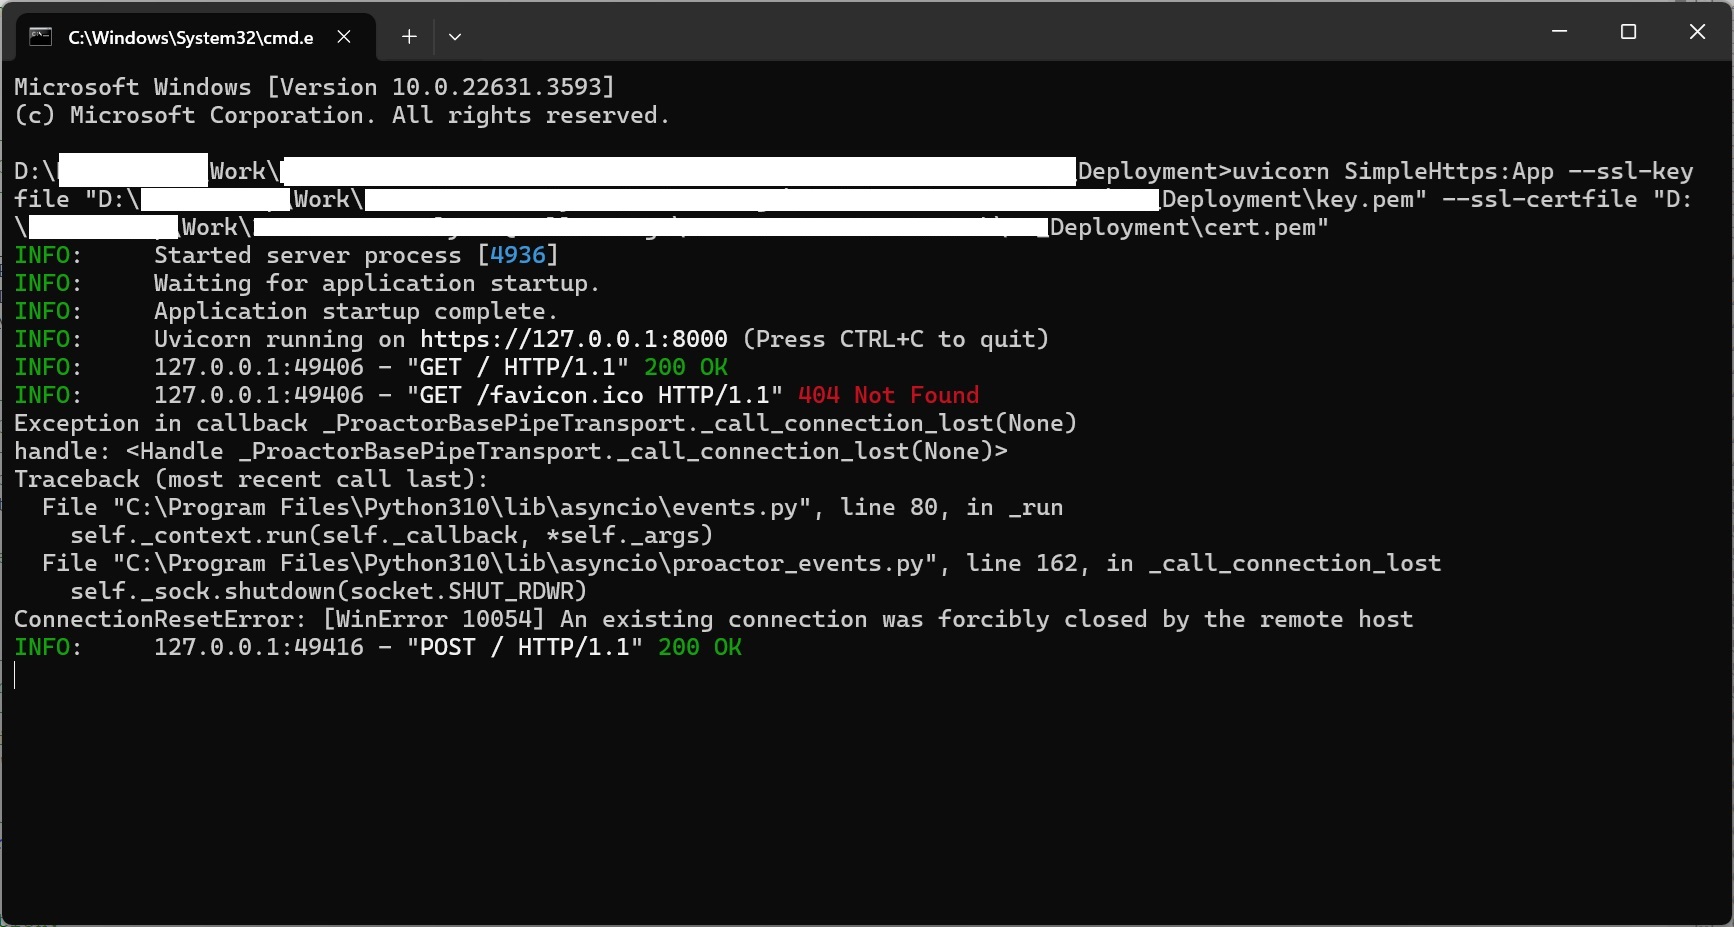 C:\Windows\System32\cmd.e
Microsoft Windows [Version 10.0.22631.3593]
(c) Microsoft Corporation. All rights reserved.
D:\ Work\ Deployment>uvicorn SimpleHttps:App --ssl-key
file "D:\ \Work\ Deployment\key.pem" --ssl-certfile "D:
\ \Work\ _Deployment\cert.pem"
INFO:     Started server process [4936]
INFO:     Waiting for application startup.
INFO:     Application startup complete.
INFO:     Uvicorn running on https://127.0.0.1:8000 (Press CTRL+C to quit)
INFO:     127.0.0.1:49406 - "GET / HTTP/1.1" 200 OK
INFO:     127.0.0.1:49406 - "GET /favicon.ico HTTP/1.1" 404 Not Found
Exception in callback _ProactorBasePipeTransport._call_connection_lost(None)
handle: <Handle _ProactorBasePipeTransport._call_connection_lost(None)>
Traceback (most recent call last):
  File "C:\Program Files\Python310\lib\asyncio\events.py", line 80, in _run
    self._context.run(self._callback, *self._args)
  File "C:\Program Files\Python310\lib\asyncio\proactor_events.py", line 162, in _call_connection_lost
    self._sock.shutdown(socket.SHUT_RDWR)
ConnectionResetError: [WinError 10054] An existing connection was forcibly closed by the remote host
INFO:     127.0.0.1:49416 - "POST / HTTP/1.1" 200 OK